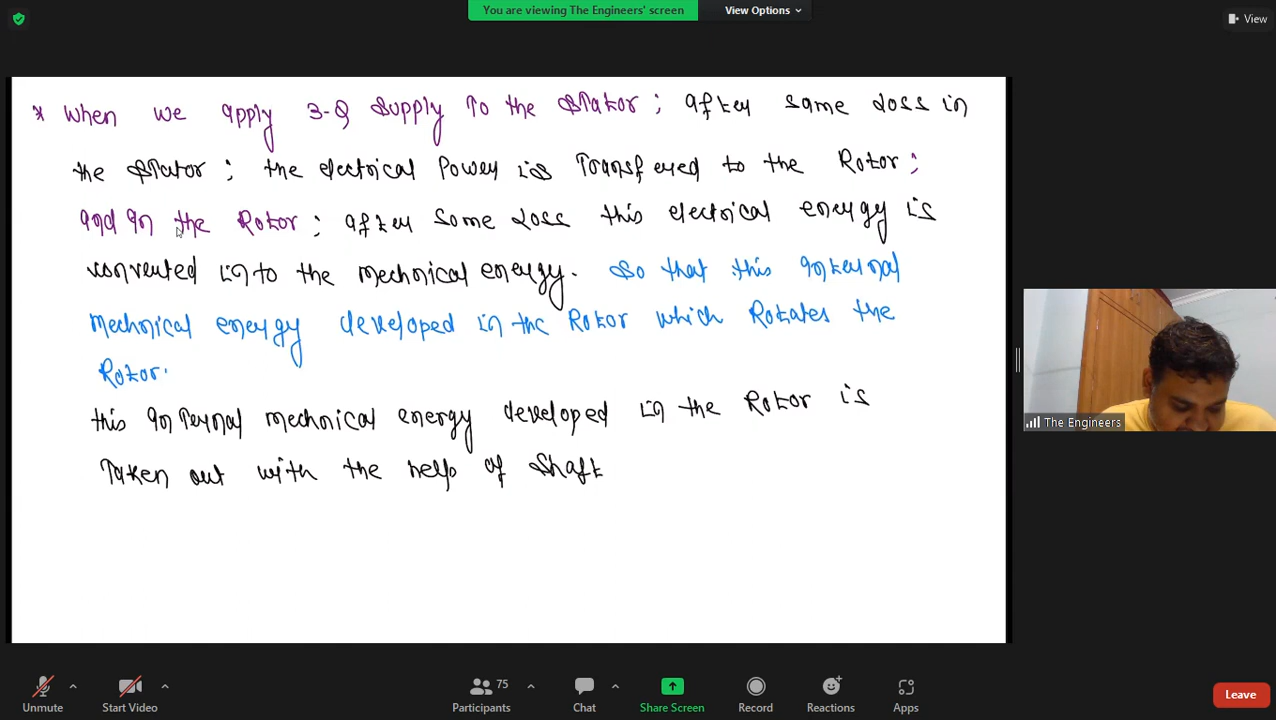 You are viewing The Engineers' screen
View Options
View
* When we apply 3-Q Supply To the Stator ; after some Loss in
the Stator ; the electrical Power is Transfered to the Rotor ;
and in the Rotor ; after some Loss this electrical energy is
converted into the mechnical energy. So that this internal
Mechnical energy developed in the Rotor which Rotates the
Rotor.
this internal mechnical energy developed in the Rotor is
Taken out with the help of Shaft
The Engineers
Unmute
Start Video
75
Participants
Chat
Share Screen
Record
Reactions
Apps
Leave